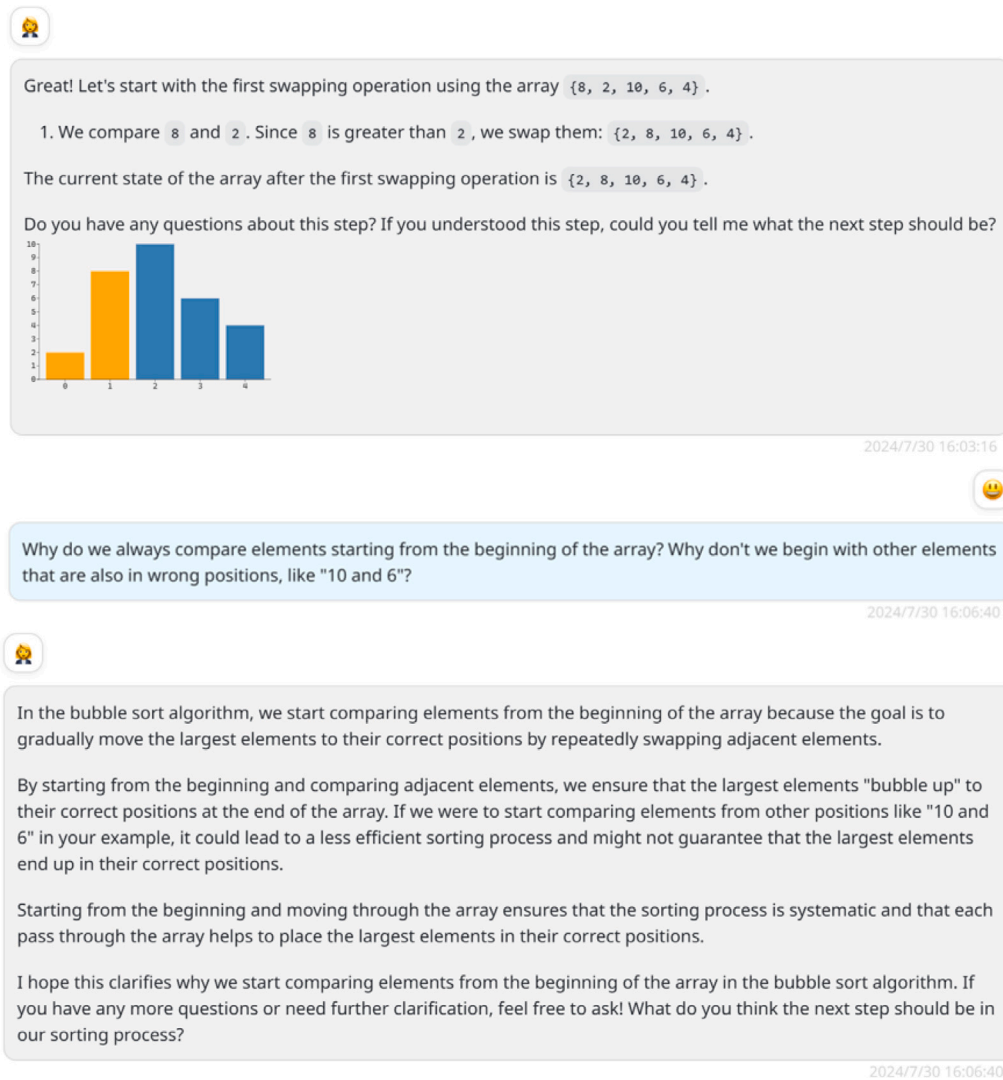 Great! Let's start with the first swapping operation using the array {8, 2, 10, 6, 4}.
1. We compare 8 and 2. Since 8 is greater than 2, we swap them: {2, 8, 10, 6, 4}.
The current state of the array after the first swapping operation is {2, 8, 10, 6, 4}.
Do you have any questions about this step? If you understood this step, could you tell me what the next step should be?
10
9
8
7
6
5
4
3
2
1
0
0 1 2 3 4
2024/7/30 16:03:16
Why do we always compare elements starting from the beginning of the array? Why don't we begin with other elements
that are also in wrong positions, like "10 and 6"?
2024/7/30 16:06:40
In the bubble sort algorithm, we start comparing elements from the beginning of the array because the goal is to
gradually move the largest elements to their correct positions by repeatedly swapping adjacent elements.
By starting from the beginning and comparing adjacent elements, we ensure that the largest elements "bubble up" to
their correct positions at the end of the array. If we were to start comparing elements from other positions like "10 and
6" in your example, it could lead to a less efficient sorting process and might not guarantee that the largest elements
end up in their correct positions.
Starting from the beginning and moving through the array ensures that the sorting process is systematic and that each
pass through the array helps to place the largest elements in their correct positions.
I hope this clarifies why we start comparing elements from the beginning of the array in the bubble sort algorithm. If
you have any more questions or need further clarification, feel free to ask! What do you think the next step should be in
our sorting process?
2024/7/30 16:06:40